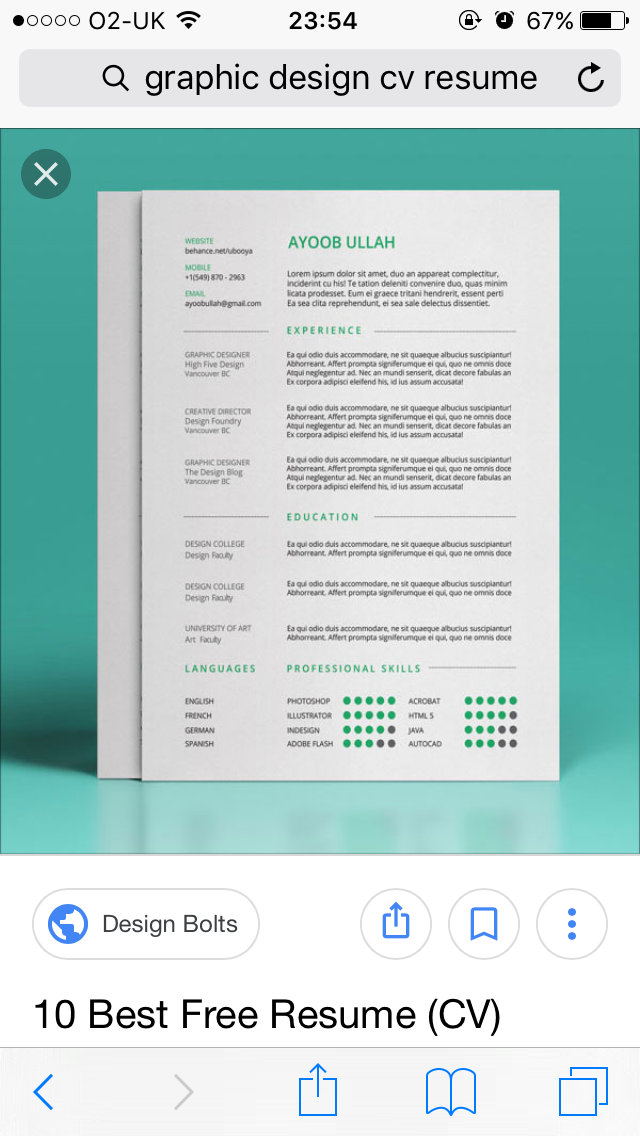 O2-UK 23:54 67%
graphic design cv resume
WEBSITE
behance.net/ubooya
MOBILE
+1(549) 870 - 2963
EMAIL
ayoobullah@gmail.com
AYOOB ULLAH
Lorem ipsum dolor sit amet, duo an appareat complectitur,
inciderint cu his! Te tation deleniti convenire duo, quas minim
licata prodesset. Eum ei graece tritani hendrerit, essent perti
Ea sea clita reprehendunt, ei sea sale delectus dissentiet.
EXPERIENCE
GRAPHIC DESIGNER
High Five Design
Vancouver BC
Ea qui odio duis accommodare, ne sit quaeque albucius suscipiantur!
Abhorreant. Affert prompta signiferumque ei qui, quo ne omnis doce
Atqui neglegentur ad. Nec an mundi senserit, dicat decore fabulas an
Ex corpora adipisci eleifend his, id ius assum accusata!
CREATIVE DIRECTOR
Design Foundry
Vancouver BC
Ea qui odio duis accommodare, ne sit quaeque albucius suscipiantur!
Abhorreant. Affert prompta signiferumque ei qui, quo ne omnis doce
Atqui neglegentur ad. Nec an mundi senserit, dicat decore fabulas an
Ex corpora adipisci eleifend his, id ius assum accusata!
GRAPHIC DESIGNER
The Design Blog
Vancouver BC
Ea qui odio duis accommodare, ne sit quaeque albucius suscipiantur!
Abhorreant. Affert prompta signiferumque ei qui, quo ne omnis doce
Atqui neglegentur ad. Nec an mundi senserit, dicat decore fabulas an
Ex corpora adipisci eleifend his, id ius assum accusata!
EDUCATION
DESIGN COLLEGE
Design Faculty
Ea qui odio duis accommodare, ne sit quaeque albucius suscipiantur!
Abhorreant. Affert prompta signiferumque ei qui, quo ne omnis doce
DESIGN COLLEGE
Design Faculty
Ea qui odio duis accommodare, ne sit quaeque albucius suscipiantur!
Abhorreant. Affert prompta signiferumque ei qui, quo ne omnis doce
UNIVERSITY OF ART
Art Faculty
Ea qui odio duis accommodare, ne sit quaeque albucius suscipiantur!
Abhorreant. Affert prompta signiferumque ei qui, quo ne omnis doce
LANGUAGES
ENGLISH
FRENCH
GERMAN
SPANISH
PROFESSIONAL SKILLS
PHOTOSHOP
ILLUSTRATOR
INDESIGN
ADOBE FLASH
ACROBAT
HTML 5
JAVA
AUTOCAD
Design Bolts
10 Best Free Resume (CV)